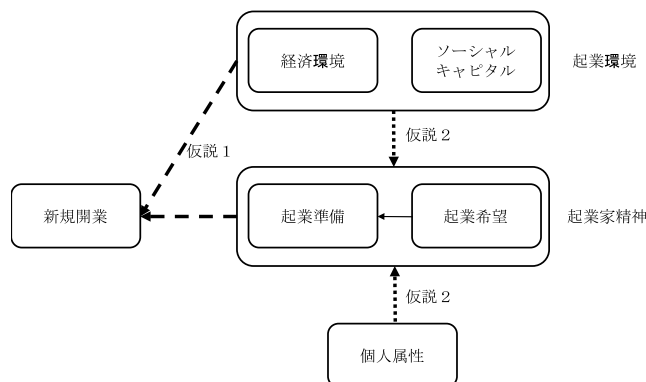 経済環境
ソーシャル
キャピタル
起業環境
仮説１
仮説２
新規開業
起業準備
起業希望
起業家精神
仮説２
個人属性